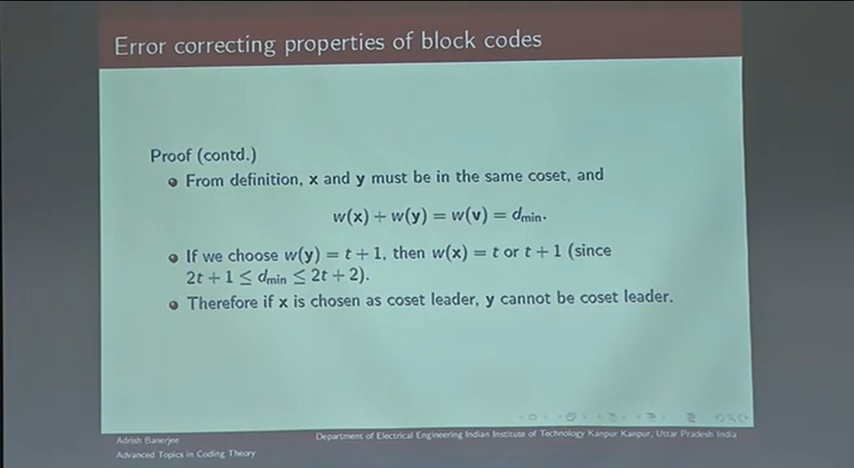 Error correcting properties of block codes
Proof (contd.)
From definition, x and y must be in the same coset, and
w(x) + w(y) = w(v) = dmin.
If we choose w(y) = t + 1, then w(x) = t or t + 1 (since
2t + 1 ≤ dmin ≤ 2t + 2).
Therefore if x is chosen as coset leader, y cannot be coset leader.
Adrish Banerjee
Department of Electrical Engineering Indian Institute of Technology Kanpur Kanpur, Uttar Pradesh India
Advanced Topics in Coding Theory